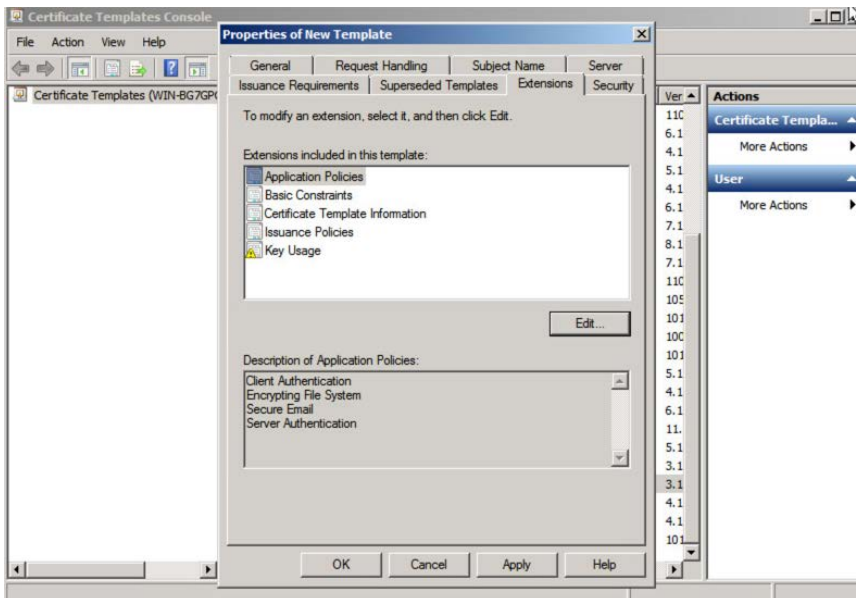 Certificate Templates Console
File Action View Help
Certificate Templates (WIN-BG7GP
Properties of New Template
General Request Handling Subject Name Server
Issuance Requirements Superseded Templates Extensions Security
To modify an extension, select it, and then click Edit.
Extensions included in this template:
Application Policies
Basic Constraints
Certificate Template Information
Issuance Policies
Key Usage
Edit...
Description of Application Policies:
Client Authentication
Encrypting File System
Secure Email
Server Authentication
OK Cancel Apply Help
Ver
110
6.1
4.1
5.1
4.1
6.1
7.1
8.1
7.1
110
105
101
100
101
5.1
4.1
6.1
11.
5.1
3.1
3.1
4.1
4.1
101
Actions
Certificate Templa...
More Actions
User
More Actions